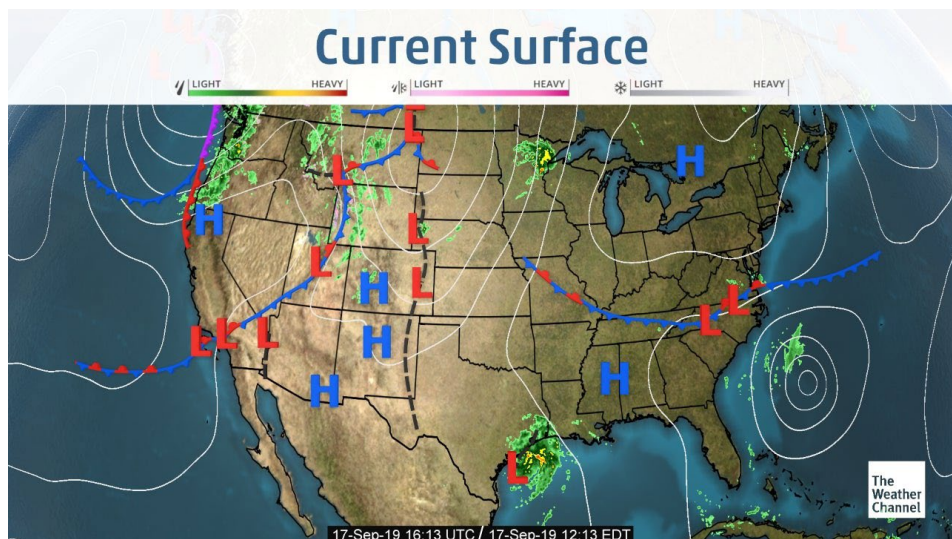 Current Surface
LIGHT HEAVY LIGHT HEAVY LIGHT HEAVY
L
L
H
L
H
L
L
H
L
L
L
L
L
L
H
H
H
L
The
Weather
Channel
17-Sep-19 16:13 UTC / 17-Sep-19 12:13 EDT